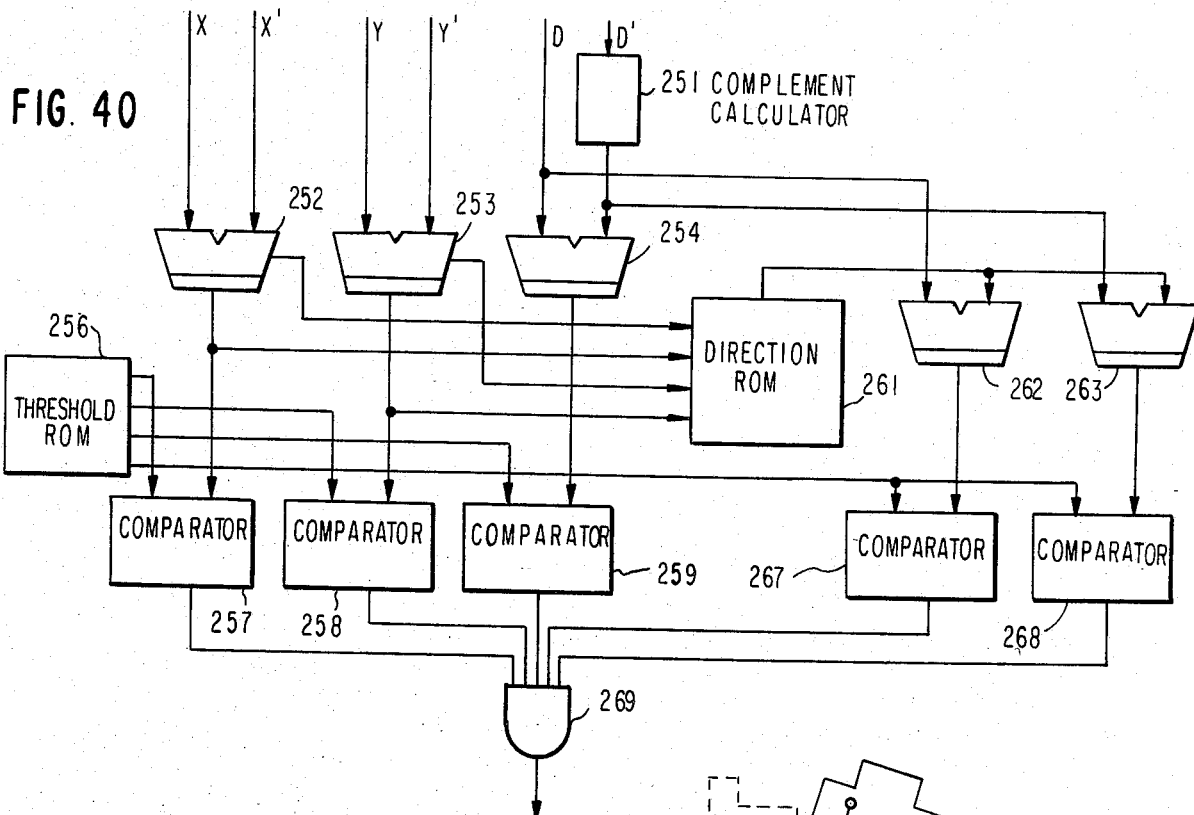 X X' Y Y' D D'
FIG. 40
251 COMPLEMENT
CALCULATOR
252 253 254
256
THRESHOLD
ROM
DIRECTION
ROM
261 262 263
COMPARATOR COMPARATOR COMPARATOR COMPARATOR COMPARATOR
257 258 259 267 268
269